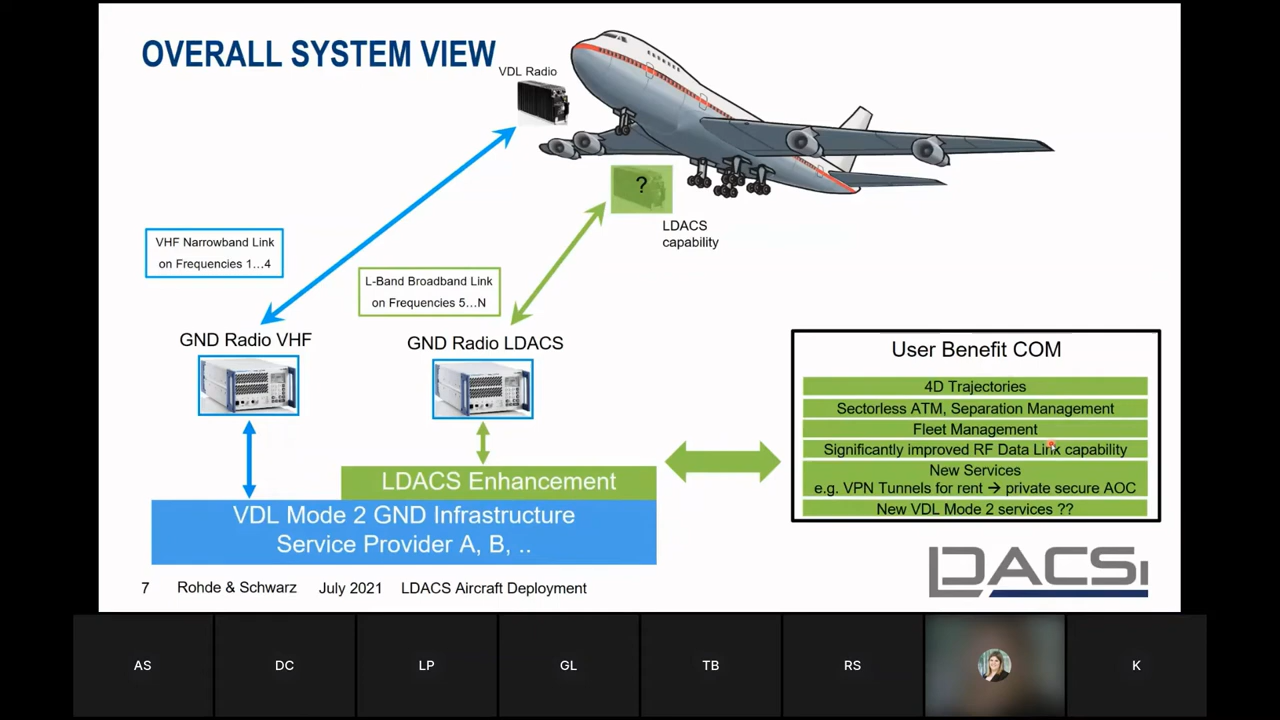 OVERALL SYSTEM VIEW
VDL Radio
?
LDACS
capability
VHF Narrowband Link
on Frequencies 1...4
L-Band Broadband Link
on Frequencies 5...N
GND Radio VHF
GND Radio LDACS
LDACS Enhancement
VDL Mode 2 GND Infrastructure
Service Provider A, B, ..
User Benefit COM
4D Trajectories
Sectorless ATM, Separation Management
Fleet Management
Significantly improved RF Data Link capability
New Services
e.g. VPN Tunnels for rent → private secure AOC
New VDL Mode 2 services ??
LDACSI
7 Rohde & Schwarz July 2021 LDACS Aircraft Deployment
AS DC LP GL TB RS K